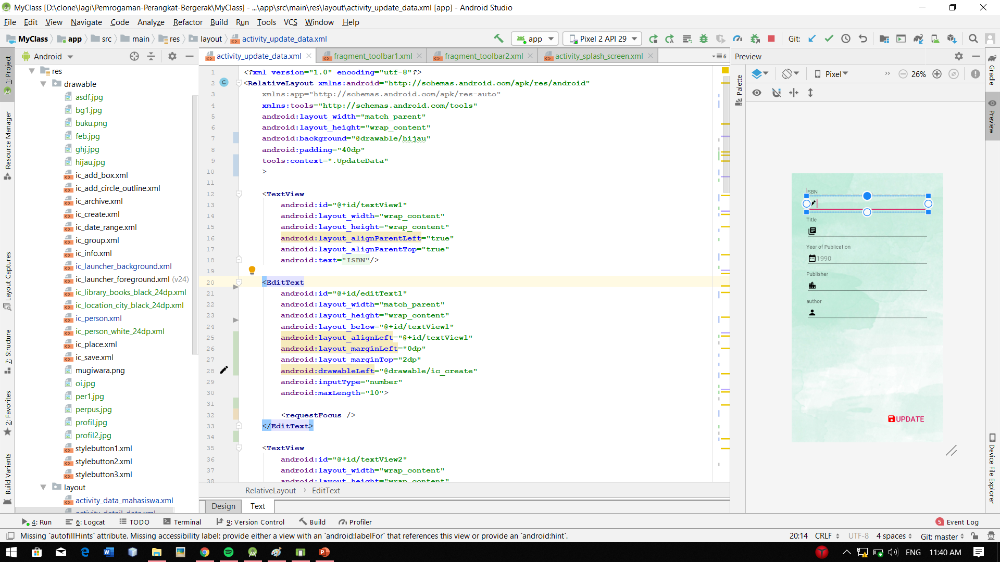 MyClass [D:\clone\lagi\Pemrogaman-Perangkat-Bergerak\MyClass] - ...\app\src\main\res\layout\activity_update_data.xml [app] - Android Studio
File Edit View Navigate Code Analyze Refactor Build Run Tools VCS Window Help
MyClass app src main res layout activity_update_data.xml app Pixel 2 API 29 Git:
Android
activity_update_data.xml fragment_toolbar1.xml fragment_toolbar2.xml activity_splash_screen.xml 6
Preview
Pixel 26%
1: Project
Resource Manager
Layout Captures
7: Structure
2: Favorites
Build Variants
res
drawable
asdf.jpg
bg1.jpg
buku.png
feb.jpg
ghj.jpg
hijau.jpg
ic_add_box.xml
ic_add_circle_outline.xml
ic_archive.xml
ic_create.xml
ic_date_range.xml
ic_group.xml
ic_info.xml
ic_launcher_background.xml
ic_launcher_foreground.xml (v24)
ic_library_books_black_24dp.xml
ic_location_city_black_24dp.xml
ic_person.xml
ic_person_white_24dp.xml
ic_place.xml
ic_save.xml
mugiwara.png
oi.jpg
per1.jpg
perpus.jpg
profil.jpg
profil2.jpg
stylebutton1.xml
stylebutton2.xml
stylebutton3.xml
layout
activity_data_mahasiswa.xml
activity_detail_data.xml
1 <?xml version="1.0" encoding="utf-8"?>
2 C <RelativeLayout xmlns:android="http://schemas.android.com/apk/res/android"
3 xmlns:app="http://schemas.android.com/apk/res-auto"
4 xmlns:tools="http://schemas.android.com/tools"
5 android:layout_width="match_parent"
6 android:layout_height="wrap_content"
7 android:background="@drawable/hijau"
8 android:padding="40dp"
9 tools:context=".UpdateData"
10 >
11
12 <TextView
13 android:id="@+id/textView1"
14 android:layout_width="wrap_content"
15 android:layout_height="wrap_content"
16 android:layout_alignParentLeft="true"
17 android:layout_alignParentTop="true"
18 android:text="ISBN"/>
19
20 <EditText
21 android:id="@+id/editText1"
22 android:layout_width="match_parent"
23 android:layout_height="wrap_content"
24 android:layout_below="@+id/textView1"
25 android:layout_alignLeft="@+id/textView1"
26 android:layout_marginLeft="0dp"
27 android:layout_marginTop="2dp"
28 android:drawableLeft="@drawable/ic_create"
29 android:inputType="number"
30 android:maxLength="10">
31
32 <requestFocus />
33 </EditText>
34
35 <TextView
36 android:id="@+id/textView2"
37 android:layout_width="wrap_content"
38 android:layout_height="wrap_content"
RelativeLayout › EditText
Design Text
Palette
ISBN
Title
Year of Publication
1990
Publisher
author
UPDATE
Gradle
Preview
Device File Explorer
4: Run 6: Logcat TODO Terminal 9: Version Control Build Profiler 5 Event Log
Missing `autofillHints` attribute. Missing accessibility label: provide either a view with an `android:labelFor` that references this view or provide an `android:hint`. 20:14 CRLF UTF-8 4 spaces Git: master
ENG 11:40 AM